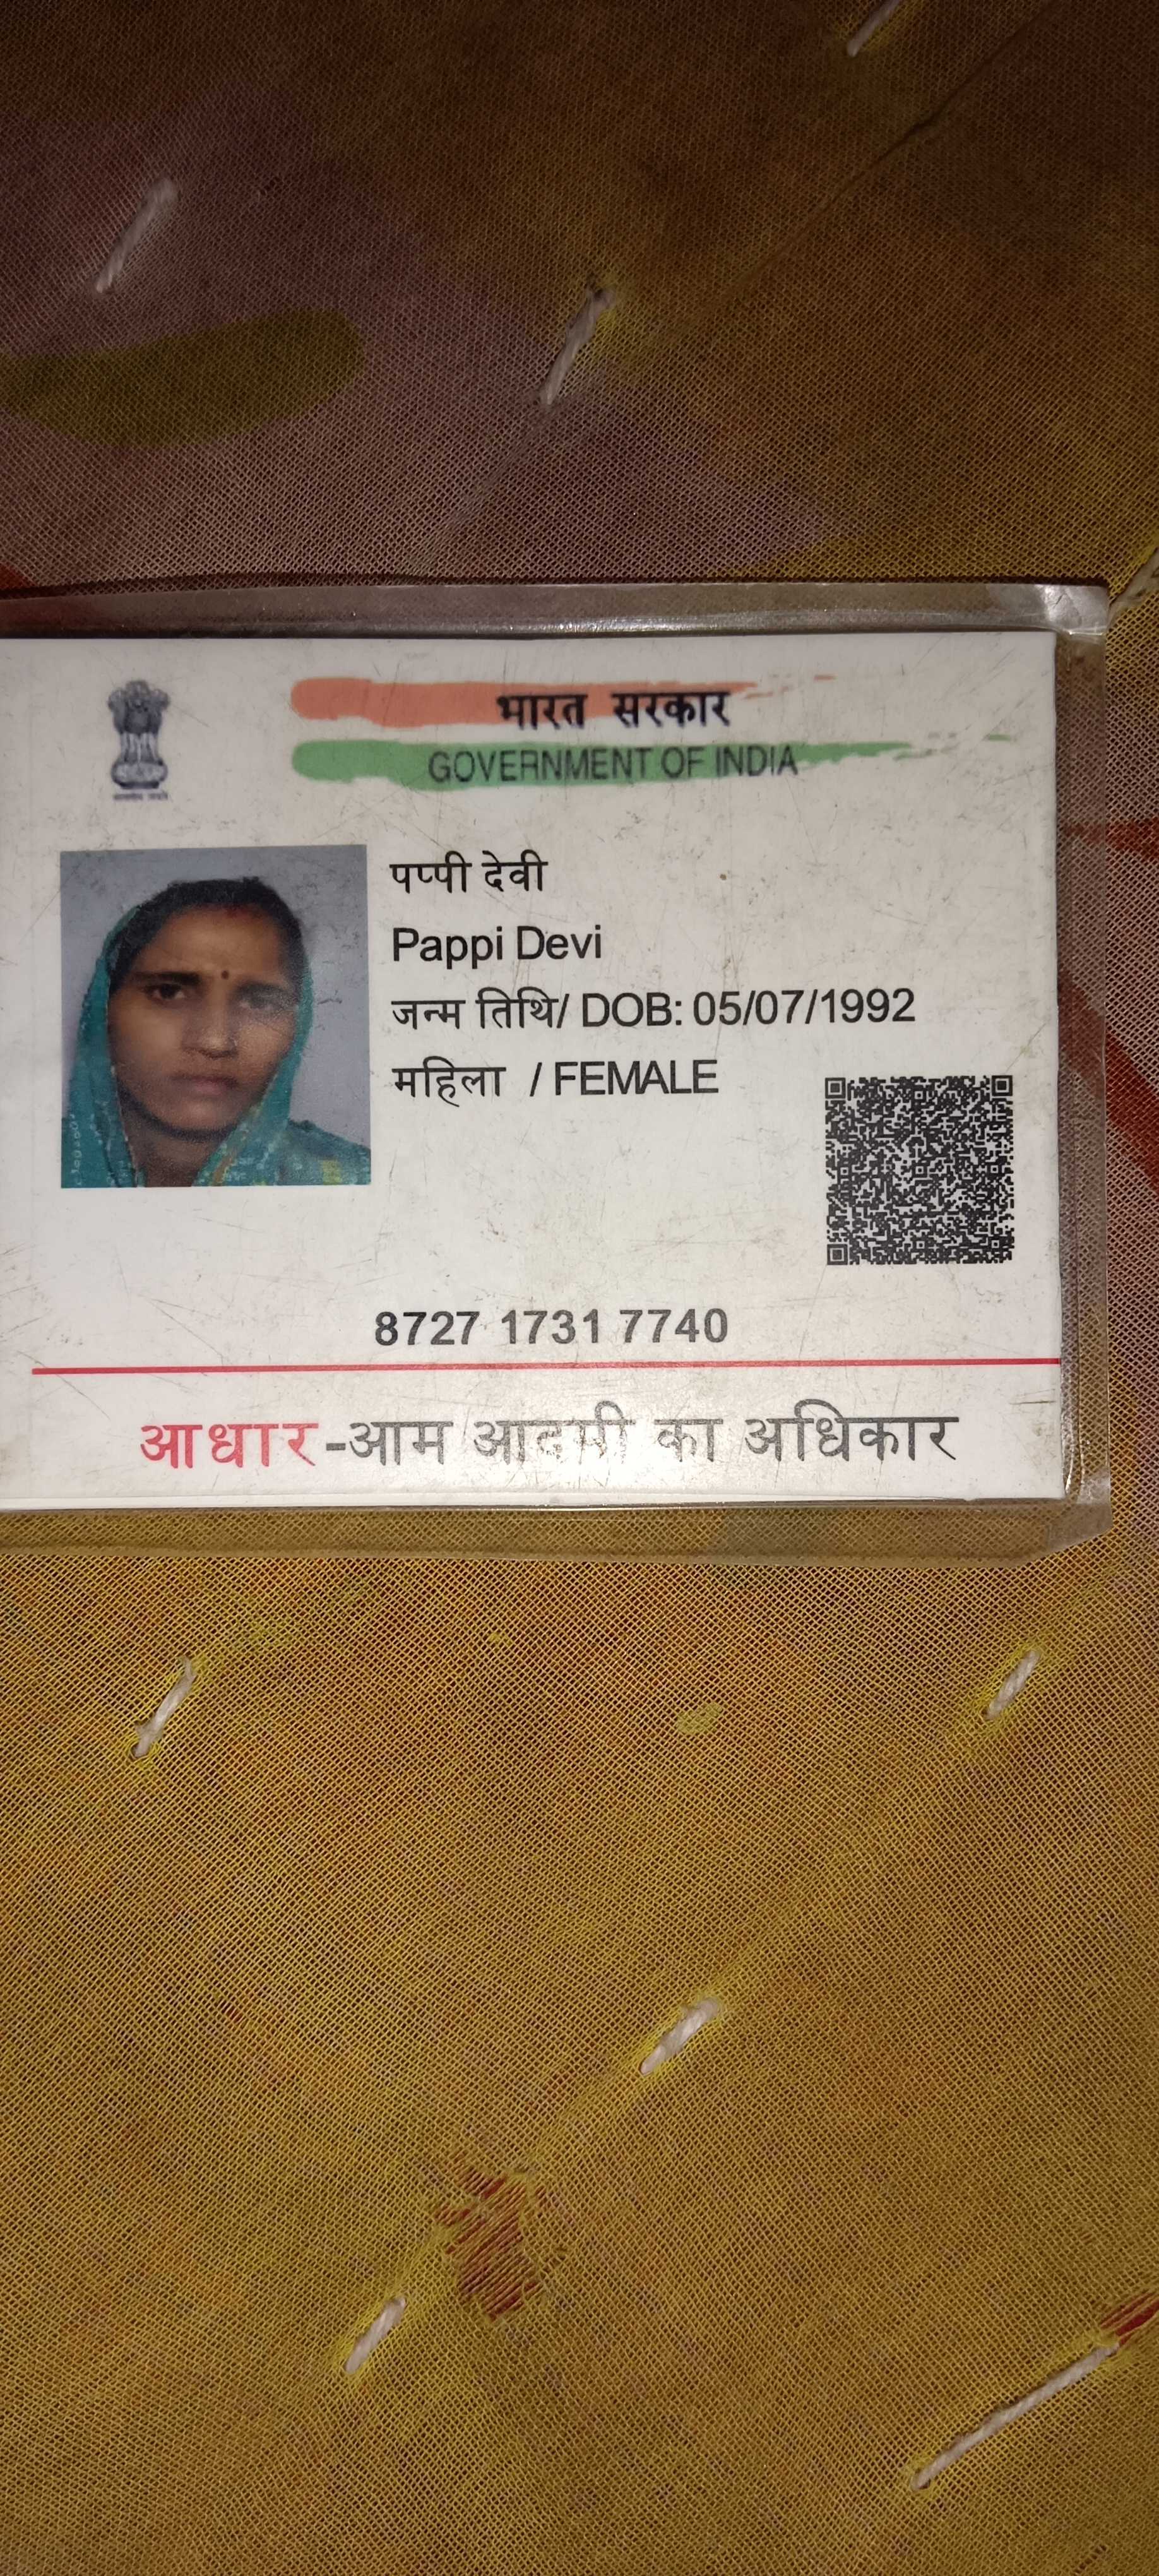 भारत सरकार
GOVERNMENT OF INDIA
पप्पी देवी
Pappi Devi
जन्म तिथि/ DOB: 05/07/1992
महिला / FEMALE
8727 1731 7740
आधार-आम आदमी का अधिकार